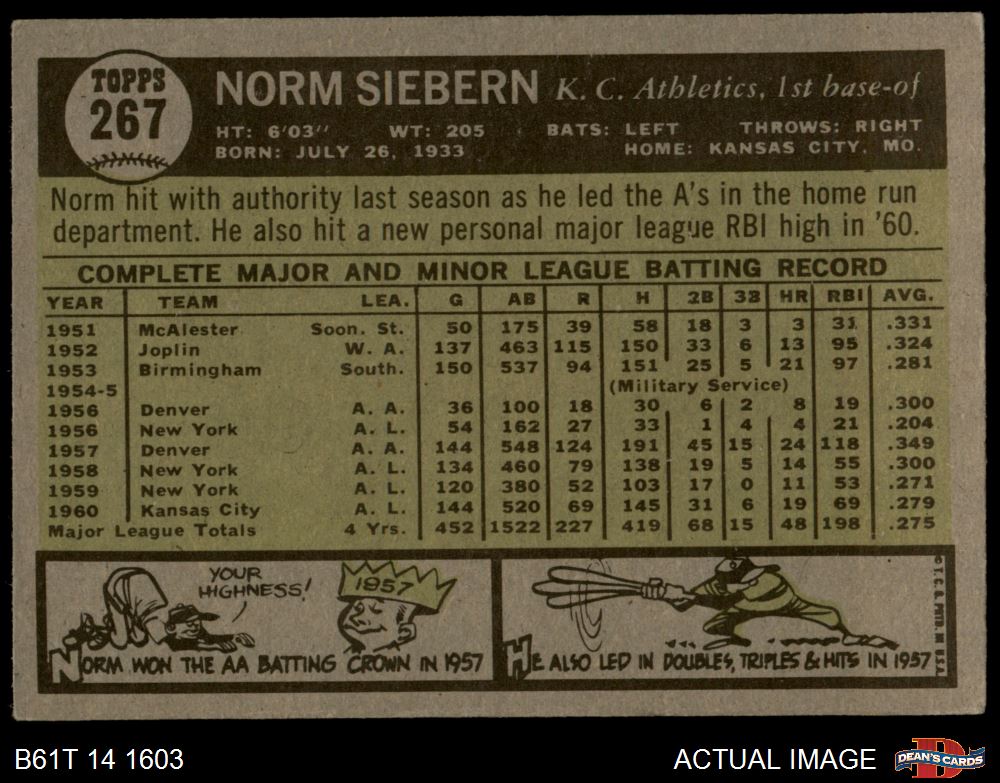 TOPPS
267
NORM SIEBERN K. C. Athletics, 1st base-of
HT: 6'03" WT: 205 BATS: LEFT THROWS: RIGHT
BORN: JULY 26, 1933 HOME: KANSAS CITY, MO.
Norm hit with authority last season as he led the A's in the home run
department. He also hit a new personal major league RBI high in '60.
COMPLETE MAJOR AND MINOR LEAGUE BATTING RECORD
YEAR TEAM LEA. G AB R H 2B 3B HR RBI AVG.
1951 McAlester Soon. St. 50 175 39 58 18 3 3 31 .331
1952 Joplin W. A. 137 463 115 150 33 6 13 95 .324
1953 Birmingham South. 150 537 94 151 25 5 21 97 .281
1954-5 (Military Service)
1956 Denver A. A. 36 100 18 30 6 2 8 19 .300
1956 New York A. L. 54 162 27 33 1 4 4 21 .204
1957 Denver A. A. 144 548 124 191 45 15 24 118 .349
1958 New York A. L. 134 460 79 138 19 5 14 55 .300
1959 New York A. L. 120 380 52 103 17 0 11 53 .271
1960 Kansas City A. L. 144 520 69 145 31 6 19 69 .279
Major League Totals 4 Yrs. 452 1522 227 419 68 15 48 198 .275
YOUR
HIGHNESS!
1957
NORM WON THE AA BATTING CROWN IN 1957
HE ALSO LED IN DOUBLES, TRIPLES & HITS IN 1957
© T. C. G. PRTD. IN U.S.A.
B61T 14 1603
ACTUAL IMAGE
D
DEAN'S CARDS